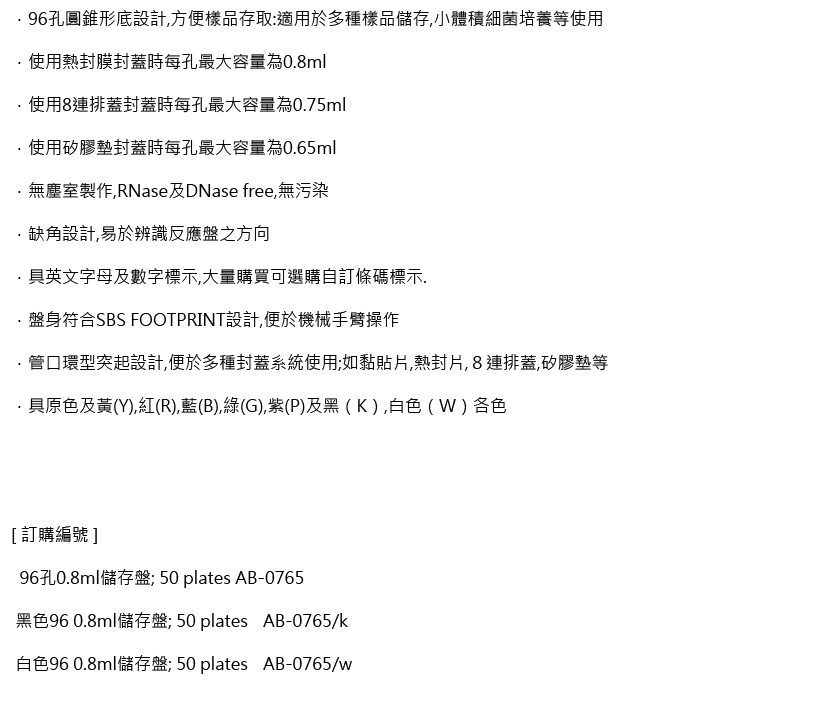 · 96孔圓錐形底設計,方便樣品存取:適用於多種樣品儲存,小體積細菌培養等使用
· 使用熱封膜封蓋時每孔最大容量為0.8ml
· 使用8連排蓋封蓋時每孔最大容量為0.75ml
· 使用矽膠墊封蓋時每孔最大容量為0.65ml
· 無塵室製作,RNase及DNase free,無污染
· 缺角設計,易於辨識反應盤之方向
· 具英文字母及數字標示,大量購買可選購自訂條碼標示.
· 盤身符合SBS FOOTPRINT設計,便於機械手臂操作
· 管口環型突起設計,便於多種封蓋系統使用;如黏貼片,熱封片,８連排蓋,矽膠墊等
· 具原色及黃(Y),紅(R),藍(B),綠(G),紫(P)及黑（K）,白色（W）各色
[ 訂購編號 ]
96孔0.8ml儲存盤; 50 plates AB-0765
黑色96 0.8ml儲存盤; 50 plates AB-0765/k
白色96 0.8ml儲存盤; 50 plates AB-0765/w